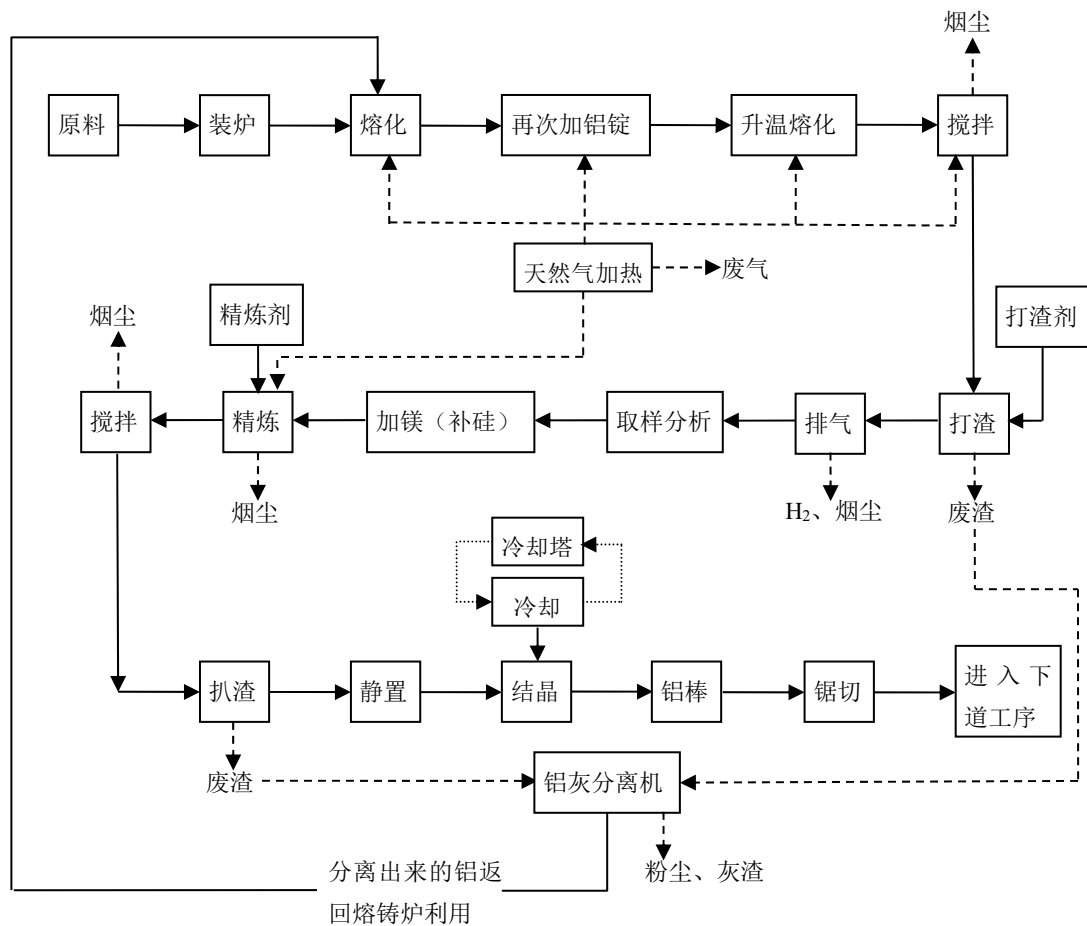 烟尘
原料
装炉
熔化
再次加铝锭
升温熔化
搅拌
天然气加热
废气
烟尘
精炼剂
打渣剂
搅拌
精炼
加镁（补硅）
取样分析
排气
打渣
烟尘
H₂、烟尘
废渣
冷却塔
冷却
扒渣
静置
结晶
铝棒
锯切
进入下
道工序
废渣
铝灰分离机
粉尘、灰渣
分离出来的铝返
回熔铸炉利用